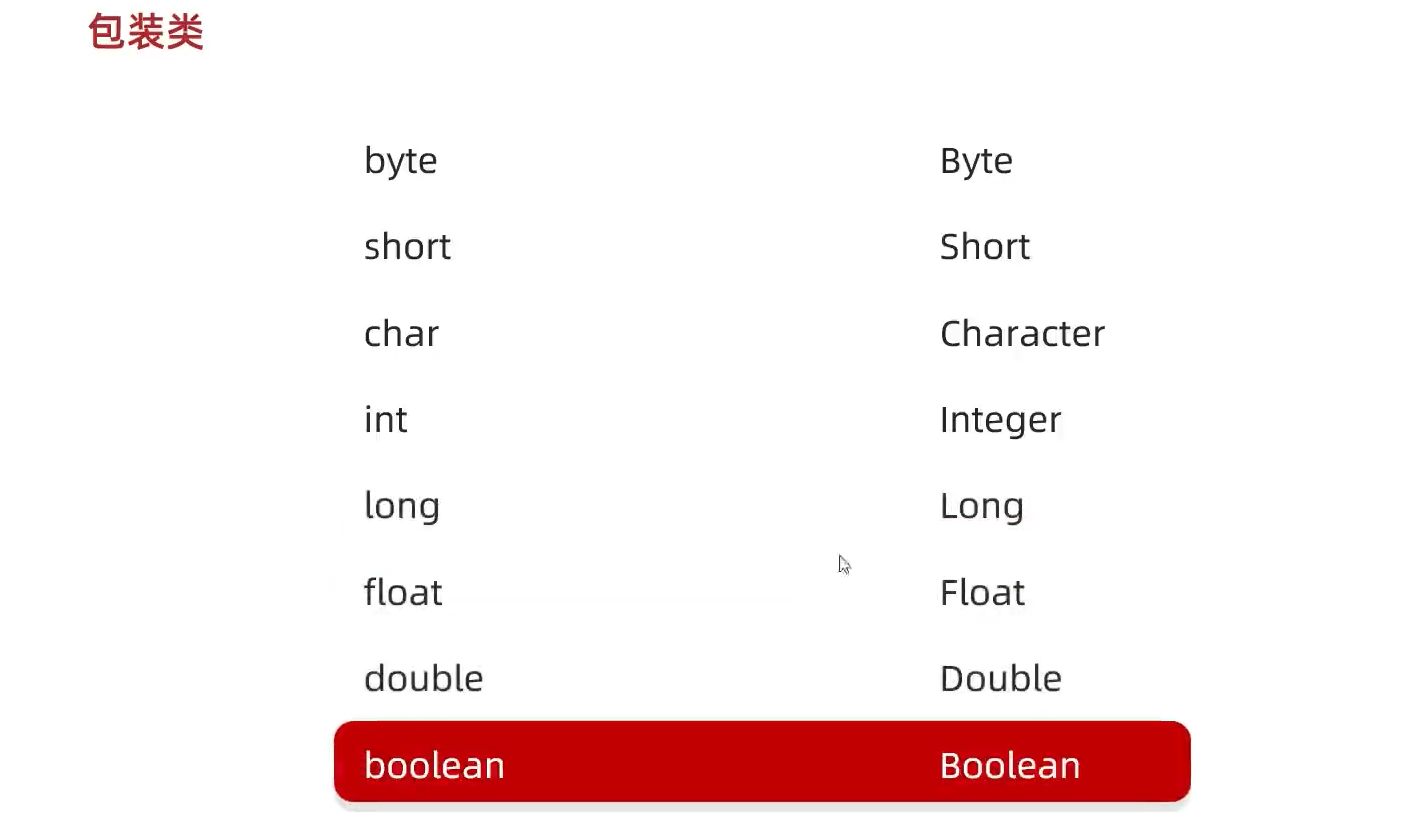 包装类
byte Byte
short Short
char Character
int Integer
long Long
float Float
double Double
boolean Boolean